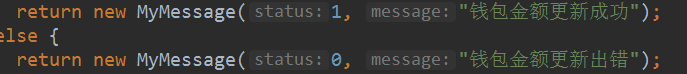 return new MyMessage( status: 1, message: "钱包金额更新成功");
else {
return new MyMessage( status: 0, message: "钱包金额更新出错");